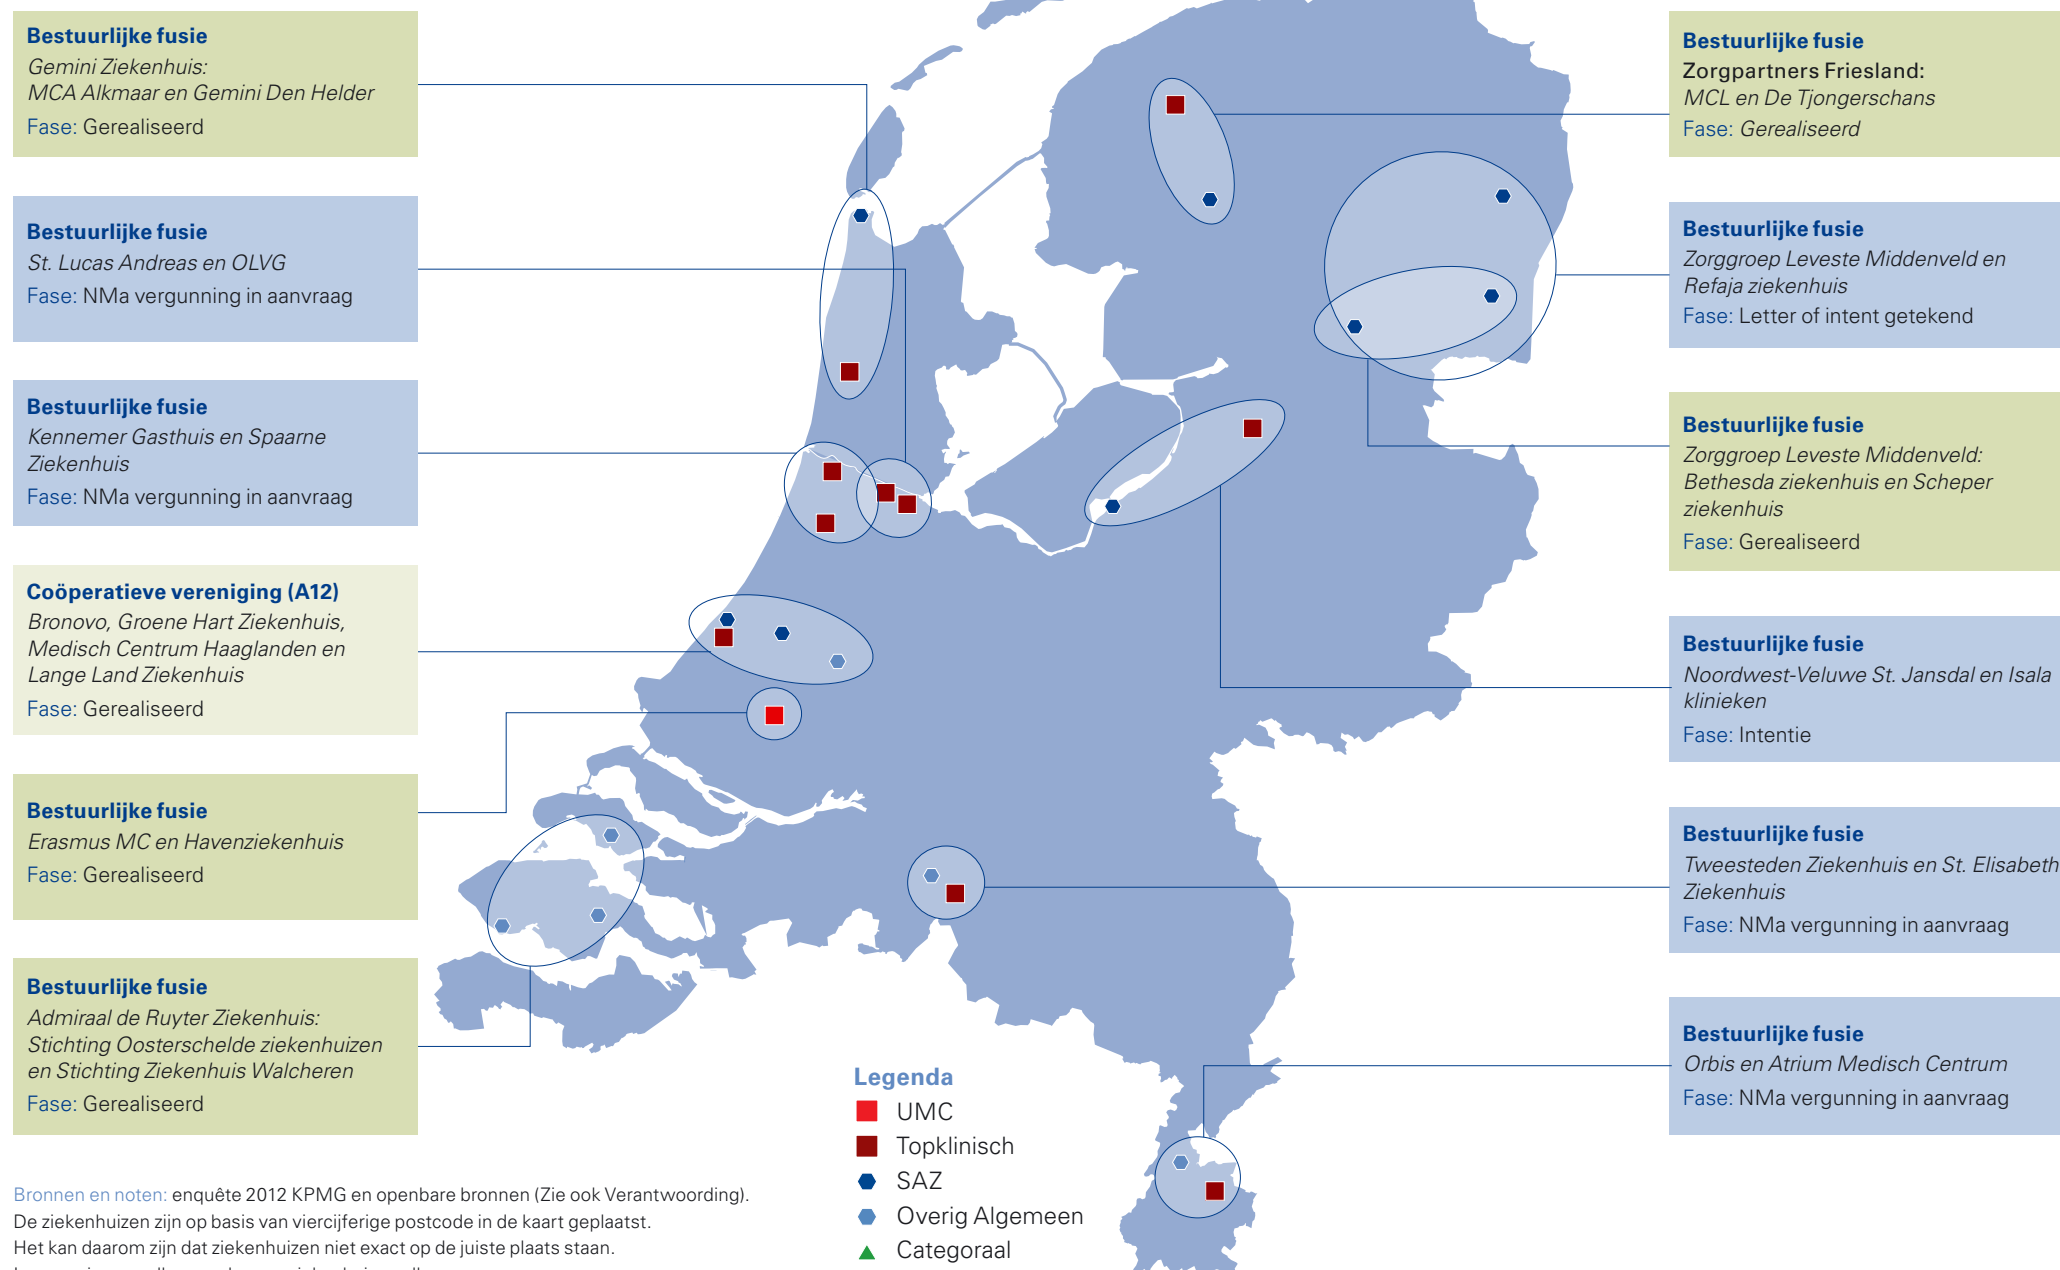 Bestuurlijke fusie
Gemini Ziekenhuis:
MCA Alkmaar en Gemini Den Helder
Fase: Gerealiseerd
Bestuurlijke fusie
St. Lucas Andreas en OLVG
Fase: NMa vergunning in aanvraag
Bestuurlijke fusie
Kennemer Gasthuis en Spaarne
Ziekenhuis
Fase: NMa vergunning in aanvraag
Coöperatieve vereniging (A12)
Bronovo, Groene Hart Ziekenhuis,
Medisch Centrum Haaglanden en
Lange Land Ziekenhuis
Fase: Gerealiseerd
Bestuurlijke fusie
Erasmus MC en Havenziekenhuis
Fase: Gerealiseerd
Bestuurlijke fusie
Admiraal de Ruyter Ziekenhuis:
Stichting Oosterschelde ziekenhuizen
en Stichting Ziekenhuis Walcheren
Fase: Gerealiseerd
Bestuurlijke fusie
Zorgpartners Friesland:
MCL en De Tjongerschans
Fase: Gerealiseerd
Bestuurlijke fusie
Zorggroep Leveste Middenveld en
Refaja ziekenhuis
Fase: Letter of intent getekend
Bestuurlijke fusie
Zorggroep Leveste Middenveld:
Bethesda ziekenhuis en Scheper
ziekenhuis
Fase: Gerealiseerd
Bestuurlijke fusie
Noordwest-Veluwe St. Jansdal en Isala
klinieken
Fase: Intentie
Bestuurlijke fusie
Tweesteden Ziekenhuis en St. Elisabeth
Ziekenhuis
Fase: NMa vergunning in aanvraag
Bestuurlijke fusie
Orbis en Atrium Medisch Centrum
Fase: NMa vergunning in aanvraag
Legenda
UMC
Topklinisch
SAZ
Overig Algemeen
Categoraal
Bronnen en noten: enquête 2012 KPMG en openbare bronnen (Zie ook Verantwoording).
De ziekenhuizen zijn op basis van viercijferige postcode in de kaart geplaatst.
Het kan daarom zijn dat ziekenhuizen niet exact op de juiste plaats staan.